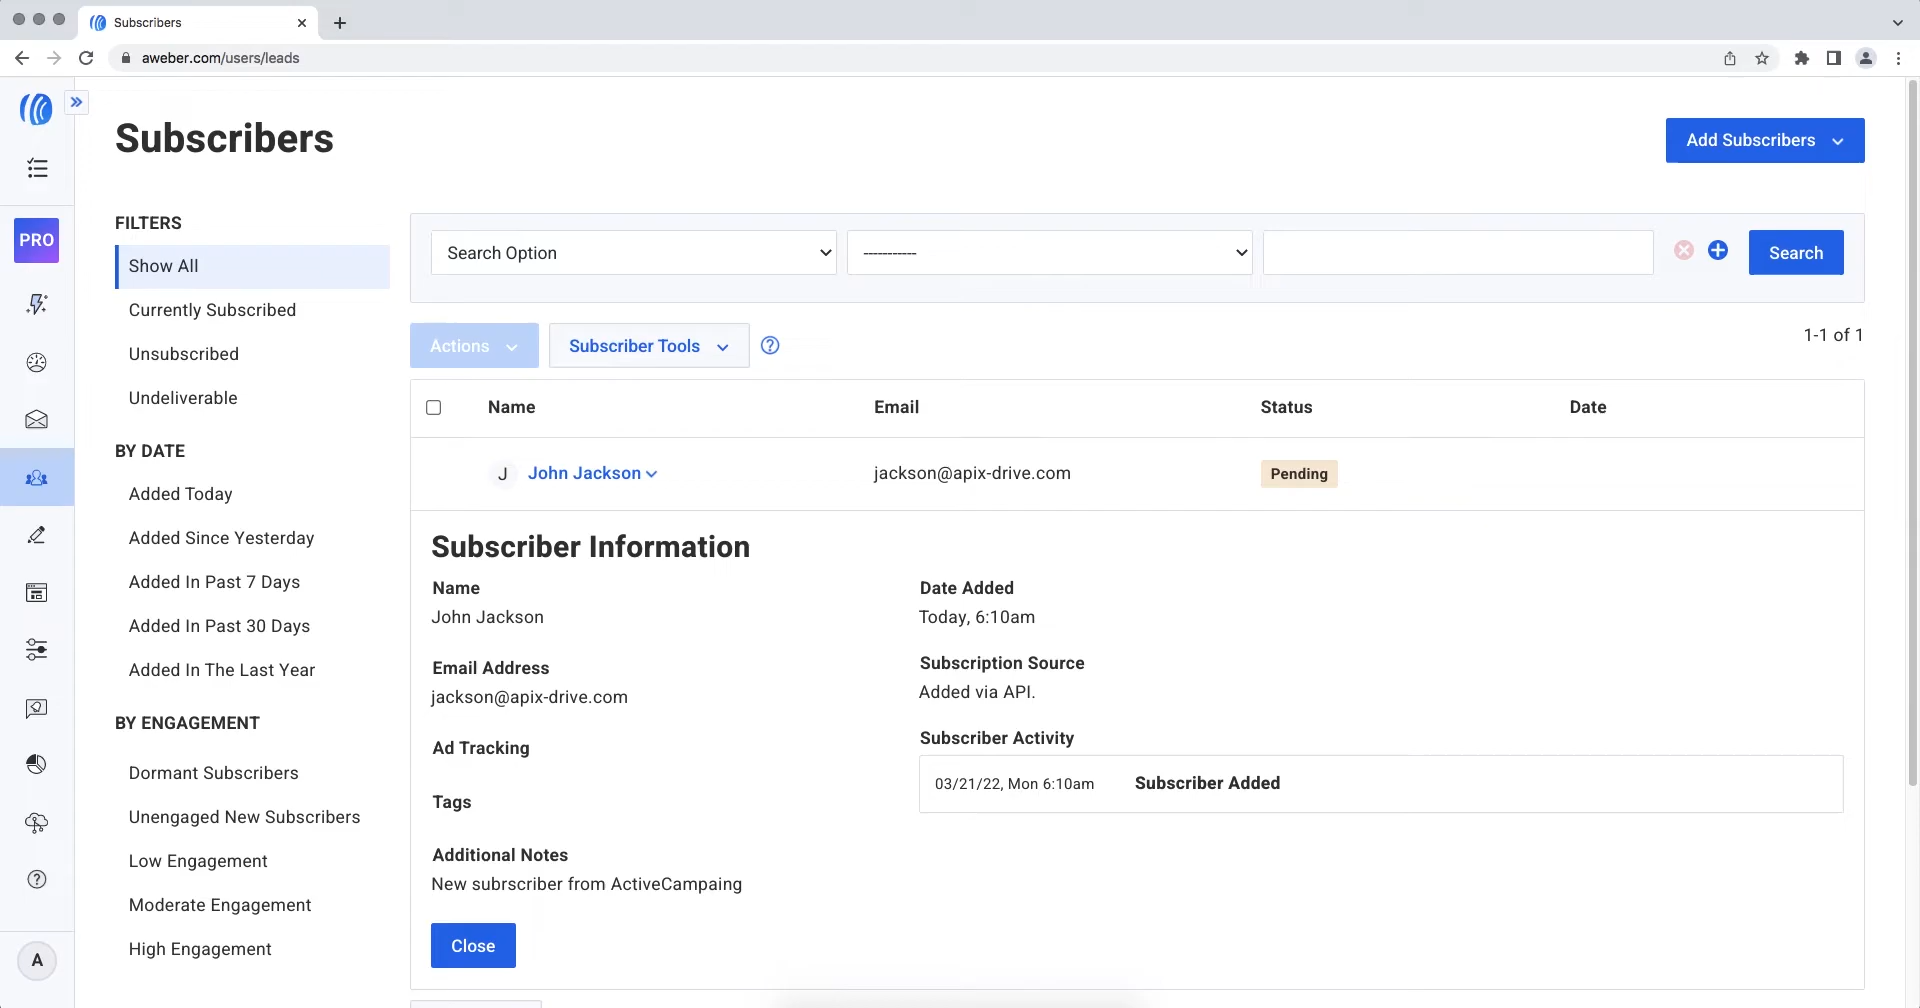 Subscribers
aweber.com/users/leads
Subscribers
Add Subscribers
PRO
FILTERS
Show All
Currently Subscribed
Unsubscribed
Undeliverable
BY DATE
Added Today
Added Since Yesterday
Added In Past 7 Days
Added In Past 30 Days
Added In The Last Year
BY ENGAGEMENT
Dormant Subscribers
Unengaged New Subscribers
Low Engagement
Moderate Engagement
High Engagement
A
Search Option
-----------
Search
Actions
Subscriber Tools
1-1 of 1
Name Email Status Date
J John Jackson jackson@apix-drive.com Pending
Subscriber Information
Name
John Jackson
Email Address
jackson@apix-drive.com
Ad Tracking
Tags
Additional Notes
New subrscriber from ActiveCampaing
Date Added
Today, 6:10am
Subscription Source
Added via API.
Subscriber Activity
03/21/22, Mon 6:10am Subscriber Added
Close